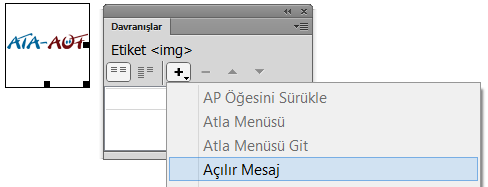 ATA-AÖF
Davranışlar
Etiket <img>
AP Öğesini Sürükle
Atla Menüsü
Atla Menüsü Git
Açılır Mesaj